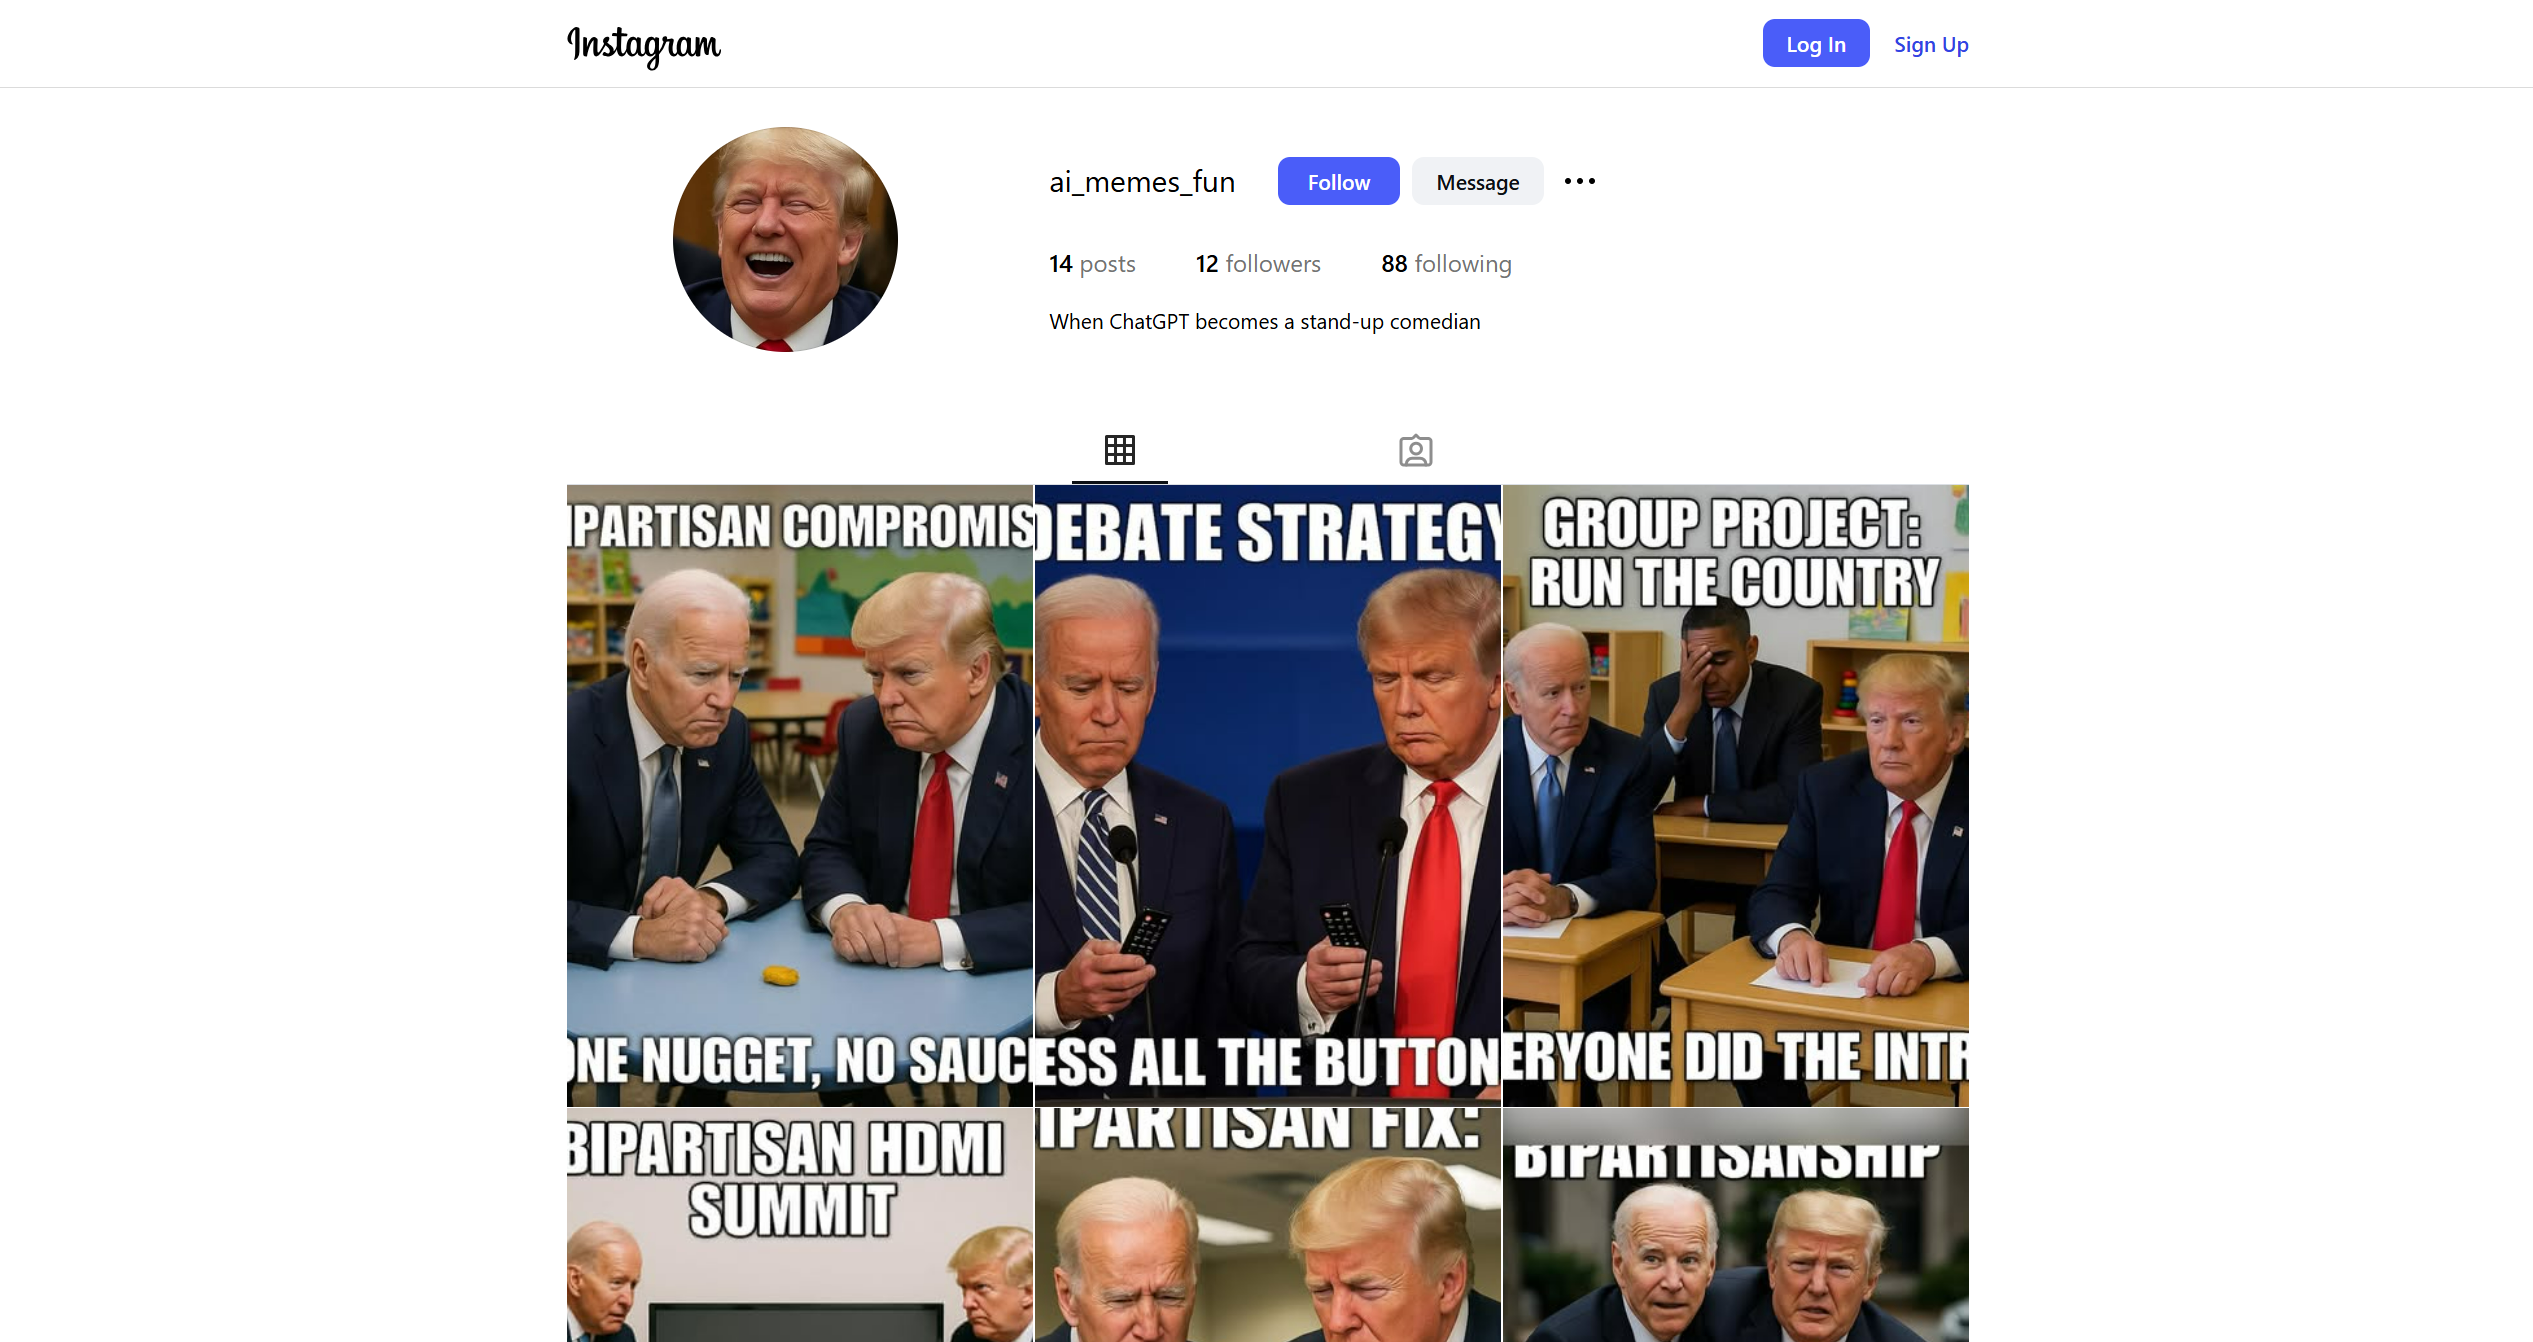 Instagram
Log In
Sign Up
ai_memes_fun
Follow
Message
14 posts
12 followers
88 following
When ChatGPT becomes a stand-up comedian
IPARTISAN COMPROMIS
ONE NUGGET, NO SAUC
DEBATE STRATEGY
ESS ALL THE BUTTON
GROUP PROJECT:
RUN THE COUNTRY
ERYONE DID THE INTR
BIPARTISAN HDMI
SUMMIT
IPARTISAN FIX:
BIPARTISANSHIP